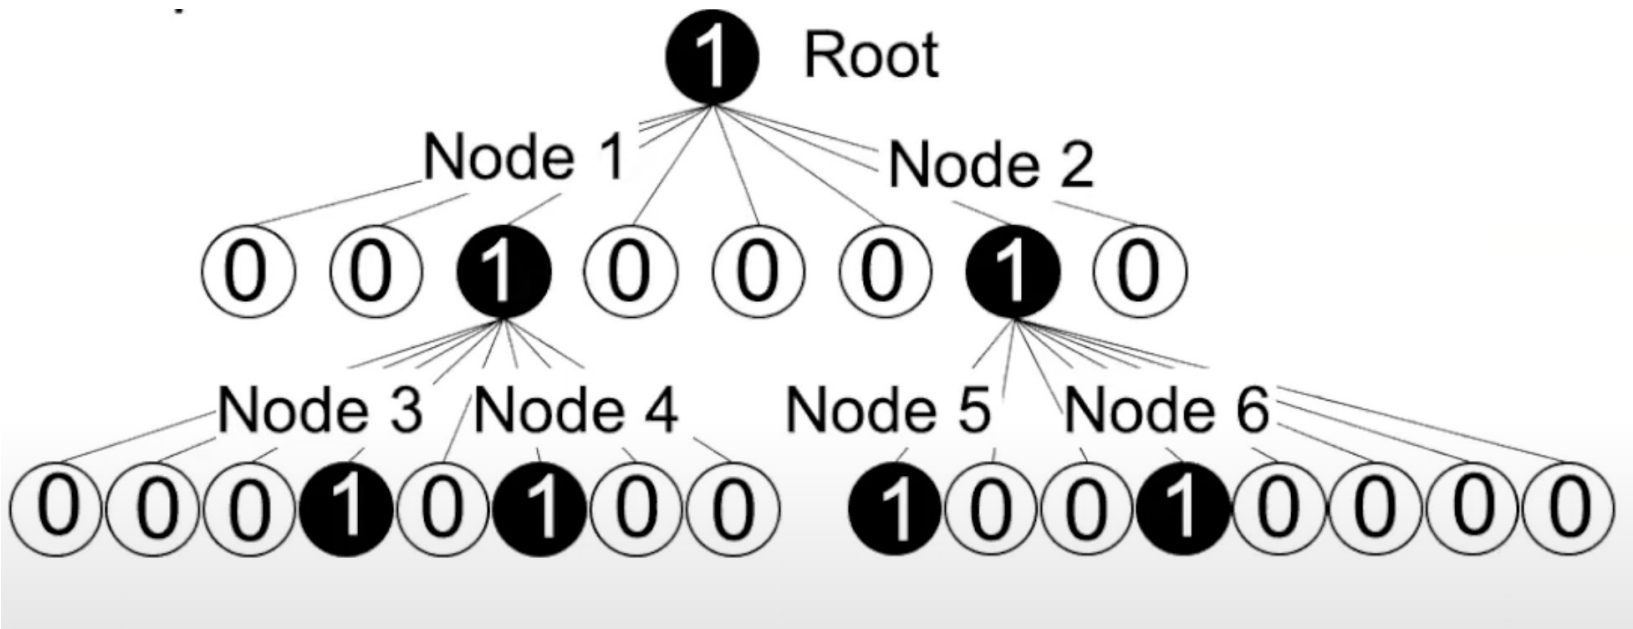 1 Root
Node 1 Node 2
0 0 1 0 0 0 1 0
Node 3 Node 4 Node 5 Node 6
0 0 0 1 0 1 0 0 1 0 0 1 0 0 0 0